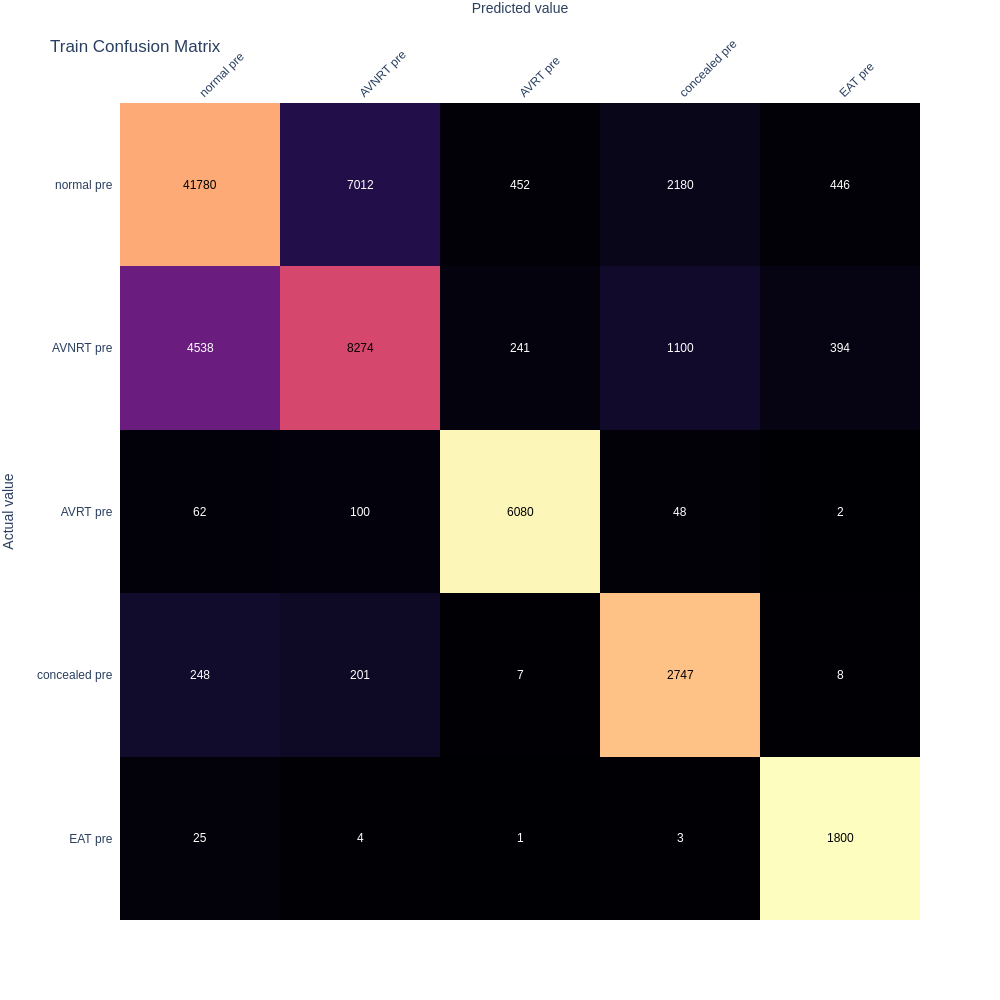 Predicted value
Train Confusion Matrix
normal pre AVNRT pre AVRT pre concealed pre EAT pre
normal pre 41780 7012 452 2180 446
AVNRT pre 4538 8274 241 1100 394
Actual value
AVRT pre 62 100 6080 48 2
concealed pre 248 201 7 2747 8
EAT pre 25 4 1 3 1800